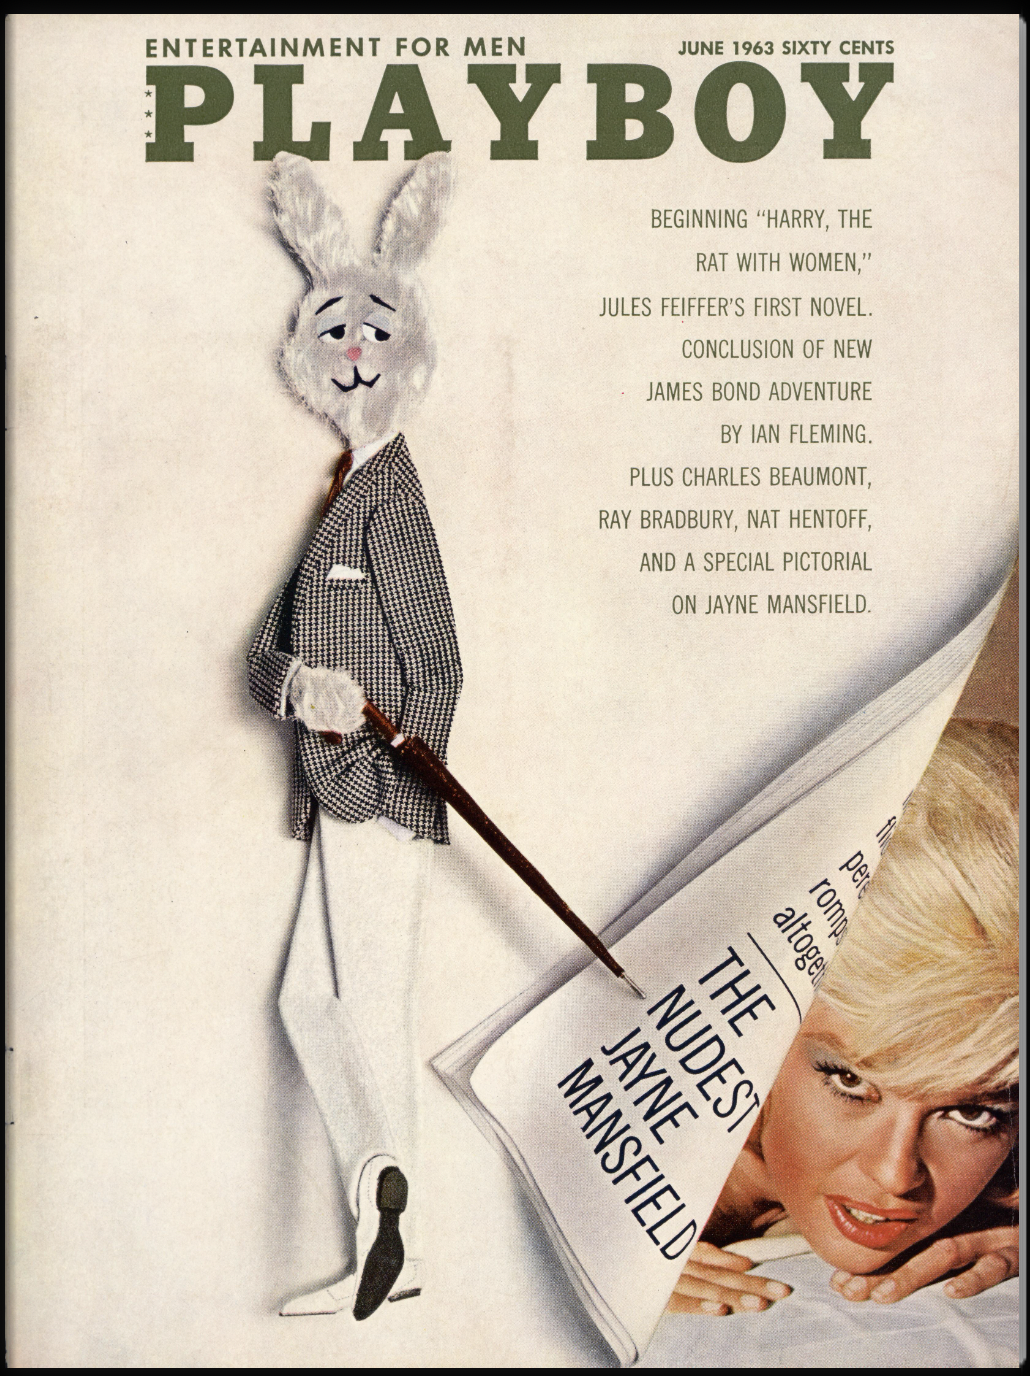 ENTERTAINMENT FOR MEN
JUNE 1963 SIXTY CENTS
PLAYBOY
BEGINNING “HARRY, THE
RAT WITH WOMEN,”
JULES FEIFFER’S FIRST NOVEL.
CONCLUSION OF NEW
JAMES BOND ADVENTURE
BY IAN FLEMING.
PLUS CHARLES BEAUMONT,
RAY BRADBURY, NAT HENTOFF,
AND A SPECIAL PICTORIAL
ON JAYNE MANSFIELD.
THE
NUDEST
JAYNE
MANSFIELD